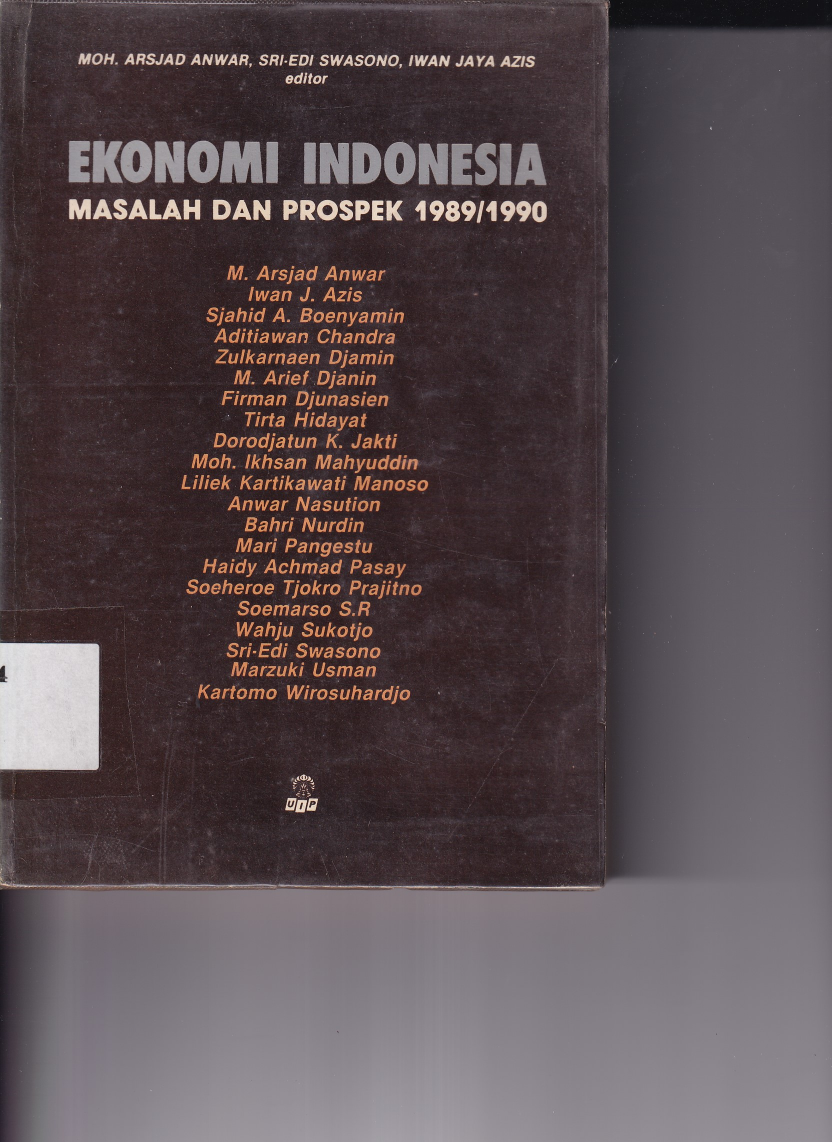 MOH. ARSJAD ANWAR, SRI-EDI SWASONO, IWAN JAYA AZIS
editor
EKONOMI INDONESIA
MASALAH DAN PROSPEK 1989/1990
M. Arsjad Anwar
Iwan J. Azis
Sjahid A. Boenyamin
Aditiawan Chandra
Zulkarnaen Djamin
M. Arief Djanin
Firman Djunasien
Tirta Hidayat
Dorodjatun K. Jakti
Moh. Ikhsan Mahyuddin
Liliek Kartikawati Manoso
Anwar Nasution
Bahri Nurdin
Mari Pangestu
Haidy Achmad Pasay
Soeheroe Tjokro Prajitno
Soemarso S.R
Wahju Sukotjo
Sri-Edi Swasono
Marzuki Usman
Kartomo Wirosuhardjo
4
UIP